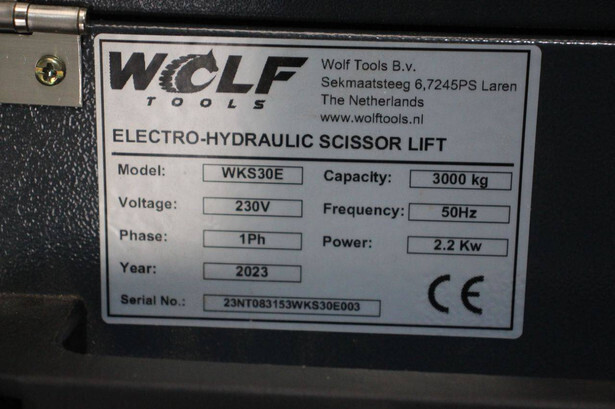 WOLF
TOOLS
Wolf Tools B.v.
Sekmaatsteeg 6,7245PS Laren
The Netherlands
www.wolftools.nl
ELECTRO-HYDRAULIC SCISSOR LIFT
Model: WKS30E Capacity: 3000 kg
Voltage: 230V Frequency: 50Hz
Phase: 1Ph Power: 2.2 Kw
Year: 2023
Serial No.: 23NT083153WKS30E003
CE